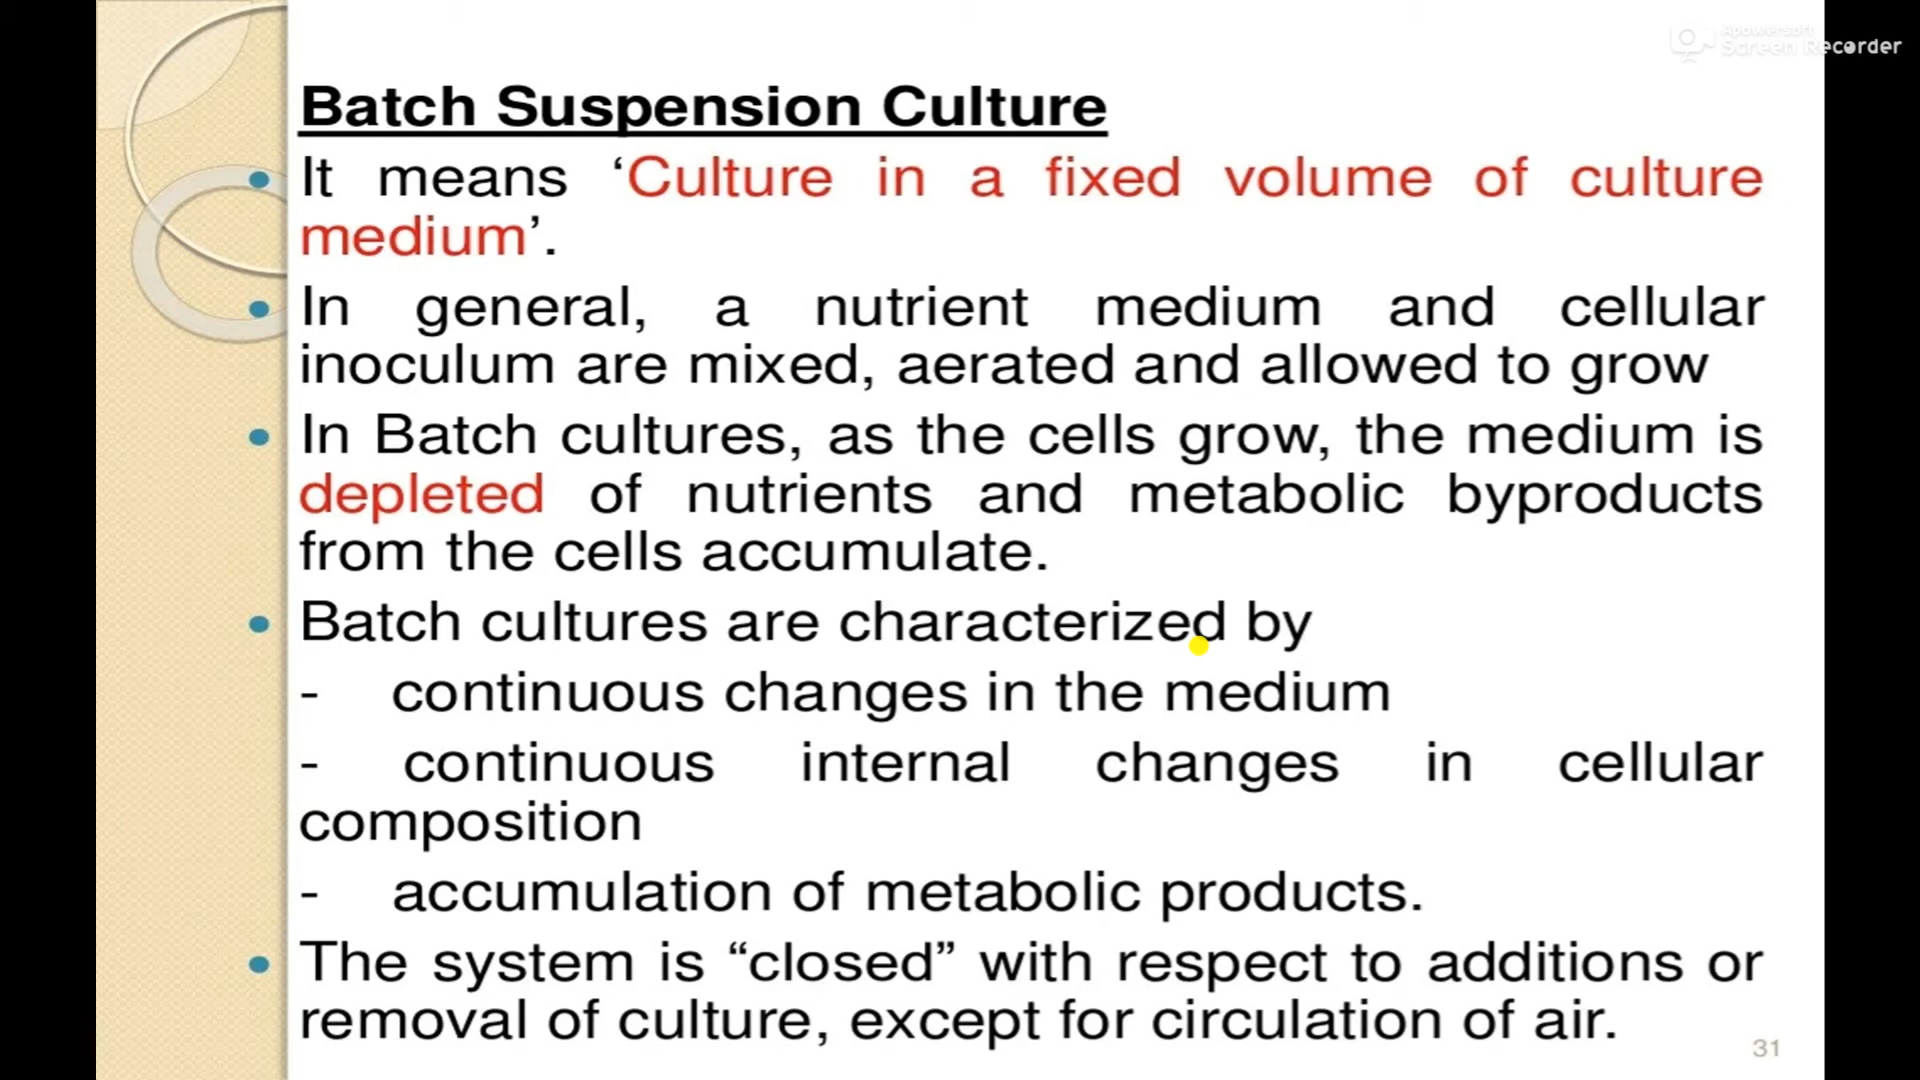 Apowersoft
Screen Recorder
Batch Suspension Culture
• It means ‘Culture in a fixed volume of culture
medium’.
• In general, a nutrient medium and cellular
inoculum are mixed, aerated and allowed to grow
• In Batch cultures, as the cells grow, the medium is
depleted of nutrients and metabolic byproducts
from the cells accumulate.
• Batch cultures are characterized by
- continuous changes in the medium
- continuous internal changes in cellular
composition
- accumulation of metabolic products.
• The system is “closed” with respect to additions or
removal of culture, except for circulation of air.
31